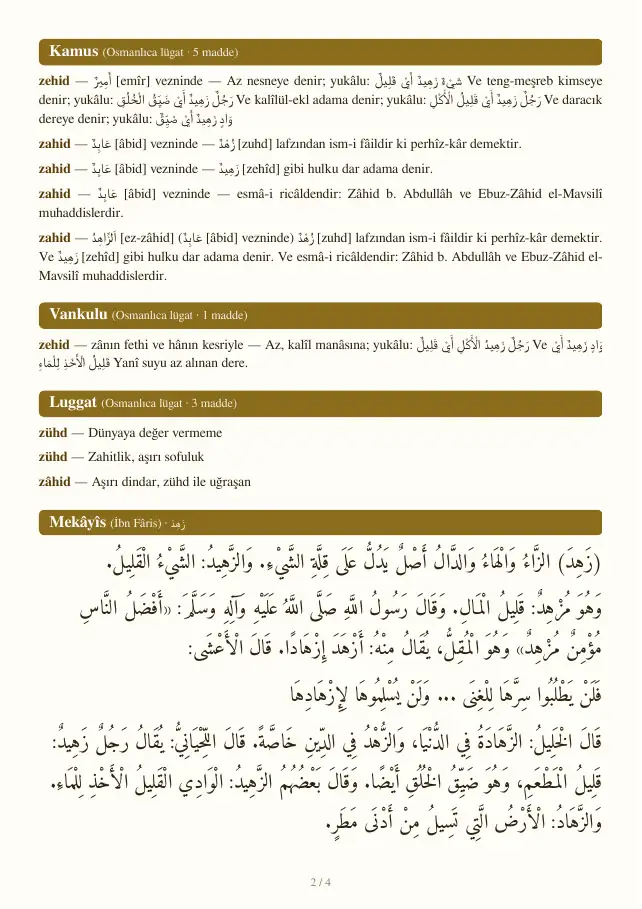 Kamus (Osmanlıca lügat · 5 madde)
zehid — أَمِيرٌ [emîr] vezninde — Az nesneye denir; yukâlu: شَيْءٌ زَهِيدٌ أَيْ قَلِيلٌ Ve teng-meşreb kimseye
denir; yukâlu: رَجُلٌ زَهِيدٌ أَيْ ضَيِّقُ الْخُلْقِ Ve kalîlül-ekl adama denir; yukâlu: رَجُلٌ زَهِيدٌ أَيْ قَلِيلُ الْأَكْلِ Ve daracık
dereye denir; yukâlu: وَادٍ زَهِيدٌ أَيْ ضَيِّقٌ
zahid — عَابِدٌ [âbid] vezninde — زُهْدٌ [zuhd] lafzından ism-i fâildir ki perhîz-kâr demektir.
zahid — عَابِدٌ [âbid] vezninde — زَهِيدٌ [zehîd] gibi hulku dar adama denir.
zahid — عَابِدٌ [âbid] vezninde — esmâ-i ricâldendir: Zâhid b. Abdullâh ve Ebuz-Zâhid el-Mavsilî
muhaddislerdir.
zahid — اَلزَّاهِدُ [ez-zâhid] (عَابِدٌ [âbid] vezninde) زُهْدٌ [zuhd] lafzından ism-i fâildir ki perhîz-kâr demektir.
Ve زَهِيدٌ [zehîd] gibi hulku dar adama denir. Ve esmâ-i ricâldendir: Zâhid b. Abdullâh ve Ebuz-Zâhid el-
Mavsilî muhaddislerdir.
Vankulu (Osmanlıca lügat · 1 madde)
zehid — zânın fethi ve hânın kesriyle — Az, kalîl manâsına; yukâlu: رَجُلٌ زَهِيدُ الْأَكْلِ أَيْ قَلِيلٌ Ve وَادٍ زَهِيدٌ أَيْ
قَلِيلُ الْأَخْذِ لِلْمَاءِ Yanî suyu az alınan dere.
Luggat (Osmanlıca lügat · 3 madde)
zühd — Dünyaya değer vermeme
zühd — Zahitlik, aşırı sofuluk
zâhid — Aşırı dindar, zühd ile uğraşan
Mekâyîs (İbn Fâris) · زهد
(زَهِدَ) الزَّاءُ وَالْهَاءُ وَالدَّالُ أَصْلٌ يَدُلُّ عَلَى قِلَّةِ الشَّيْءِ. وَالزَّهِيدُ: الشَّيْءُ الْقَلِيلُ.
وَهُوَ مُزْهِدٌ: قَلِيلُ الْمَالِ. وَقَالَ رَسُولُ اللَّهِ صَلَّى اللَّهُ عَلَيْهِ وَآلِهِ وَسَلَّمَ: «أَفْضَلُ النَّاسِ
مُؤْمِنٌ مُزْهِدٌ» وَهُوَ الْمُقِلُّ، يُقَالُ مِنْهُ: أَزْهَدَ إِزْهَادًا. قَالَ الْأَعْشَى:
فَلَنْ يَطْلُبُوا سِرَّهَا لِلْغِنَى ... وَلَنْ يُسْلِمُوهَا لِإِزْهَادِهَا
قَالَ الْخَلِيلُ: الزَّهَادَةُ فِي الدُّنْيَا، وَالزُّهْدُ فِي الدِّينِ خَاصَّةً. قَالَ اللِّحْيَانِيُّ: يُقَالُ رَجُلٌ زَهِيدٌ:
قَلِيلُ الْمَطْعَمِ، وَهُوَ ضَيِّقُ الْخُلُقِ أَيْضًا. وَقَالَ بَعْضُهُمُ الزَّهِيدُ: الْوَادِي الْقَلِيلُ الْأَخْذِ لِلْمَاءِ.
وَالزَّهَادُ: الْأَرْضُ الَّتِي تَسِيلُ مِنْ أَدْنَى مَطَرٍ.
2 / 4